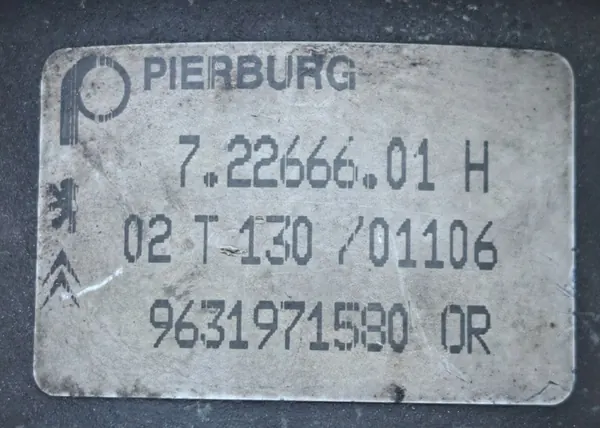 PIERBURG
7.22666.01 H
02 T 130 /01106
9631971580 OR